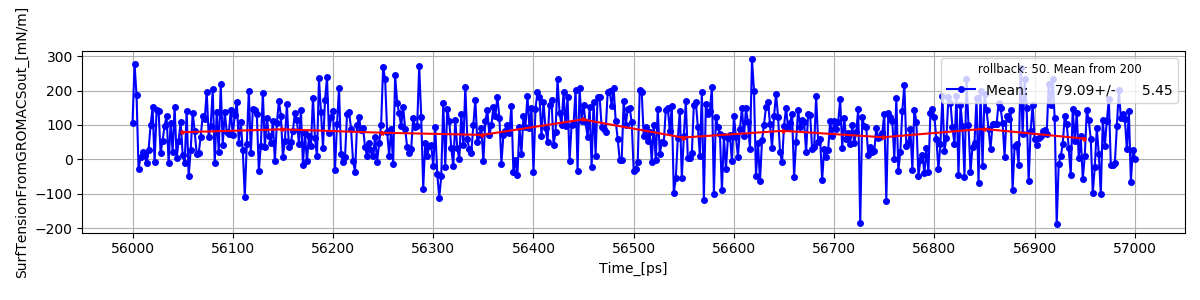 SurfTensionFromGROMACSout_[mN/m]
300
200
100
0
−100
−200
rollback: 50. Mean from 200
Mean: 79.09+/- 5.45
56000 56100 56200 56300 56400 56500 56600 56700 56800 56900 57000
Time_[ps]